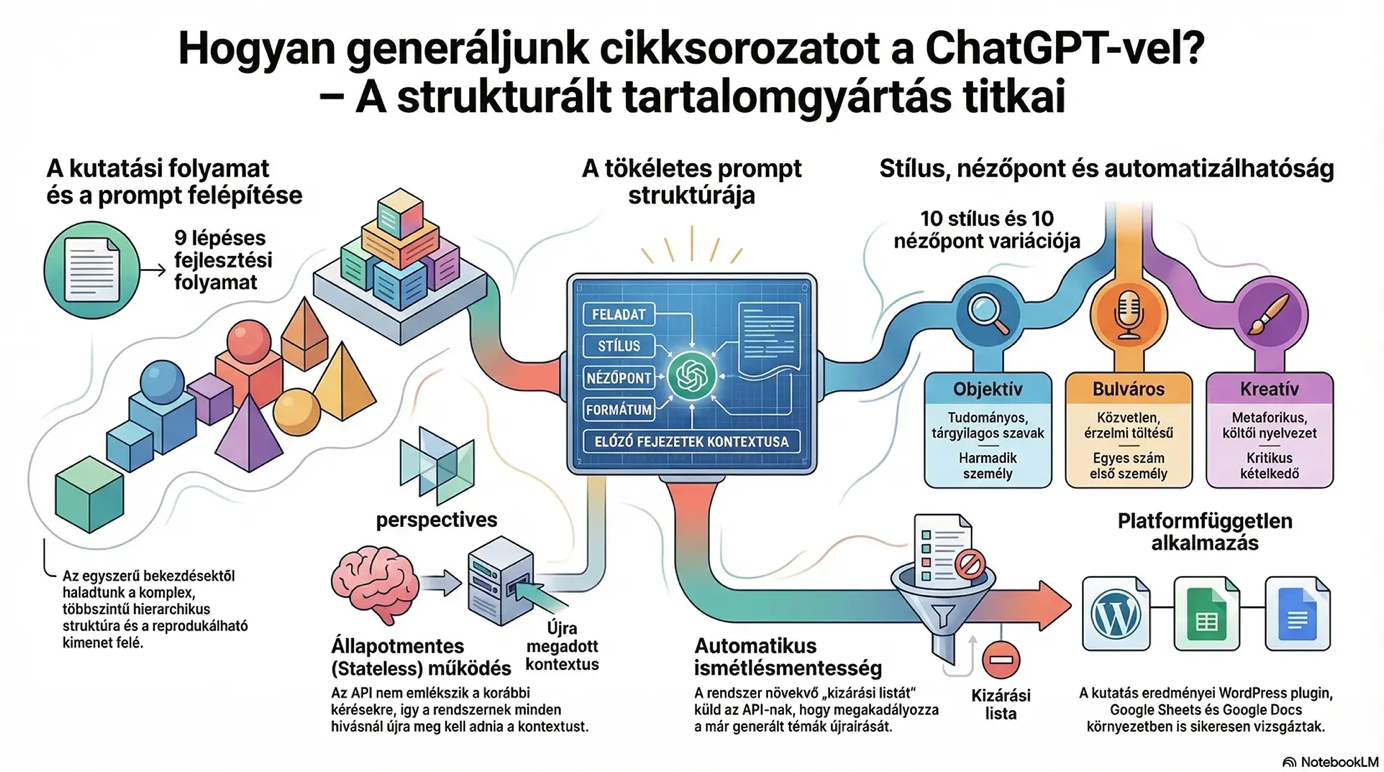 Hogyan generáljunk cikksorozatot a ChatGPT-vel?
– A strukturált tartalomgyártás titkai
A kutatási folyamat
és a prompt felépítése
9 lépéses
fejlesztési
folyamat
Az egyszerű bekezdésektől
haladtunk a komplex,
többszintű hierarchikus
struktúra és a reprodukálható
kimenet felé.
A tökéletes prompt
struktúrája
FELADAT
STÍLUS
NÉZŐPONT
FORMÁTUM
ELŐZŐ FEJEZETEK KONTEXTUSA
perspectives
Újra
megadott
kontextus
Állapotmentes
(Stateless) működés
Az API nem emlékszik a korábbi
kérésekre, így a rendszernek minden
hívásnál újra meg kell adnia a kontextust.
Automatikus
ismétlésmentesség
A rendszer növekvő „kizárási listát"
küld az API-nak, hogy megakadályozza
a már generált témák újraírását.
Kizárási
lista
Stílus, nézőpont és automatizálhatóság
10 stílus és 10
nézőpont variációja
Objektív
Tudományos,
tárgyilagos szavak
Harmadik
személy
Bulváros
Közvetlen,
érzelmi töltésű
Egyes szám
első személy
Kreatív
Metaforikus,
költői nyelvezet
Kritikus
kételkedő
Platformfüggetlen
alkalmazás
A kutatás eredményei WordPress plugin,
Google Sheets és Google Docs
környezetben is sikeresen vizsgáztak.
NotebookLM